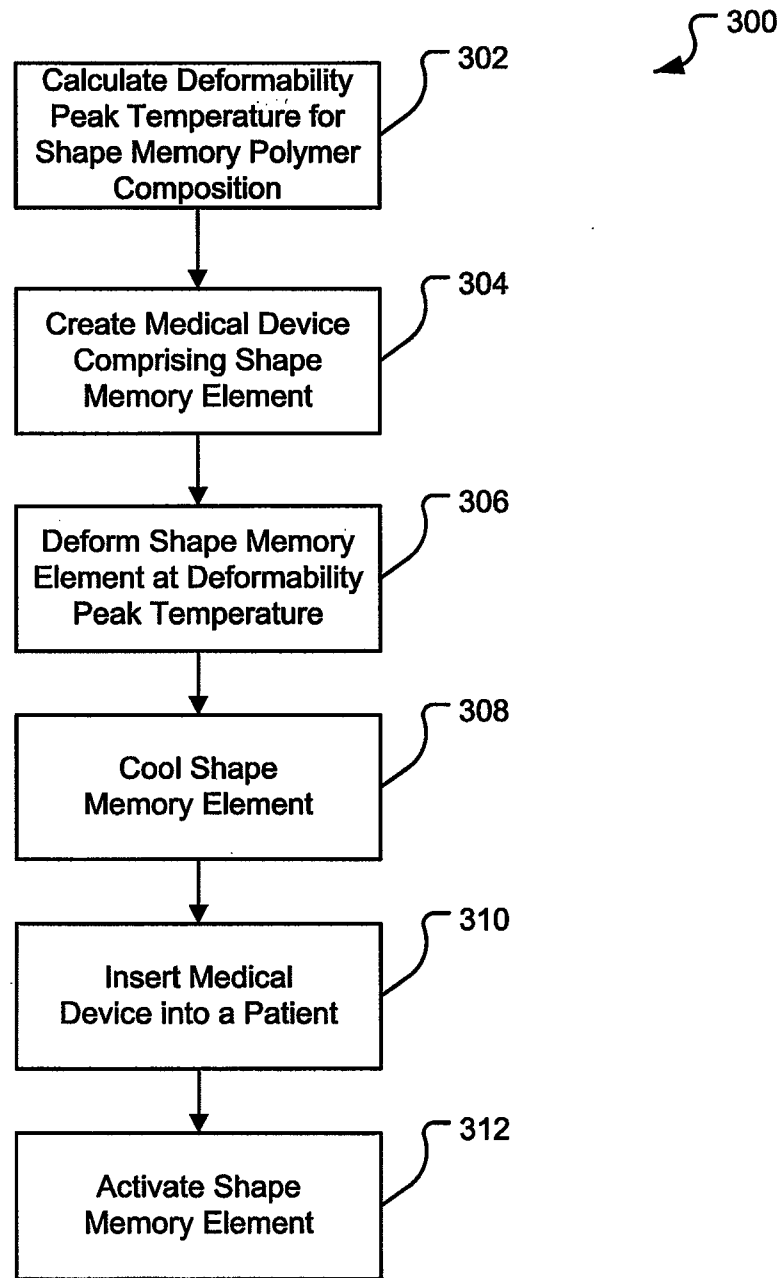 300
302
Calculate Deformability
Peak Temperature for
Shape Memory Polymer
Composition
304
Create Medical Device
Comprising Shape
Memory Element
306
Deform Shape Memory
Element at Deformability
Peak Temperature
308
Cool Shape
Memory Element
310
Insert Medical
Device into a Patient
312
Activate Shape
Memory Element